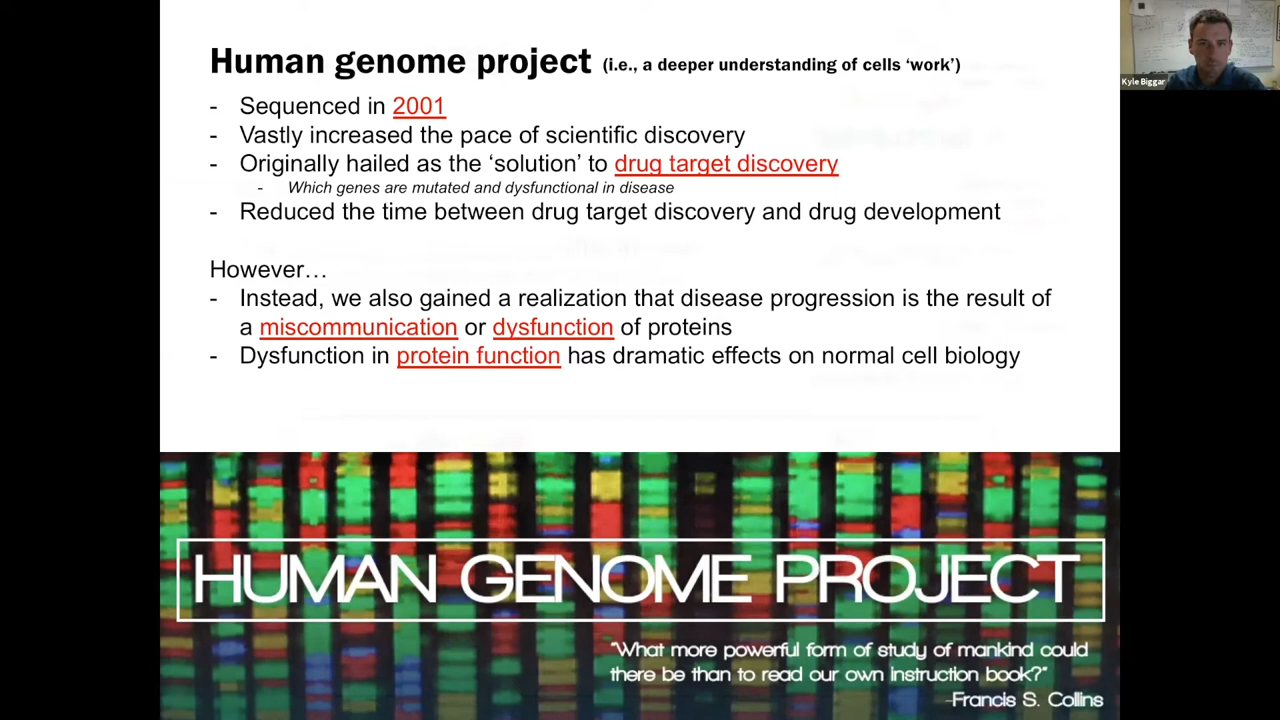 Human genome project (i.e., a deeper understanding of cells ‘work’)
- Sequenced in 2001
- Vastly increased the pace of scientific discovery
- Originally hailed as the ‘solution’ to drug target discovery
- Which genes are mutated and dysfunctional in disease
- Reduced the time between drug target discovery and drug development
However…
- Instead, we also gained a realization that disease progression is the result of
a miscommunication or dysfunction of proteins
- Dysfunction in protein function has dramatic effects on normal cell biology
HUMAN GENOME PROJECT
"What more powerful form of study of mankind could
there be than to read our own instruction book?"
-Francis S. Collins
Kyle Biggar